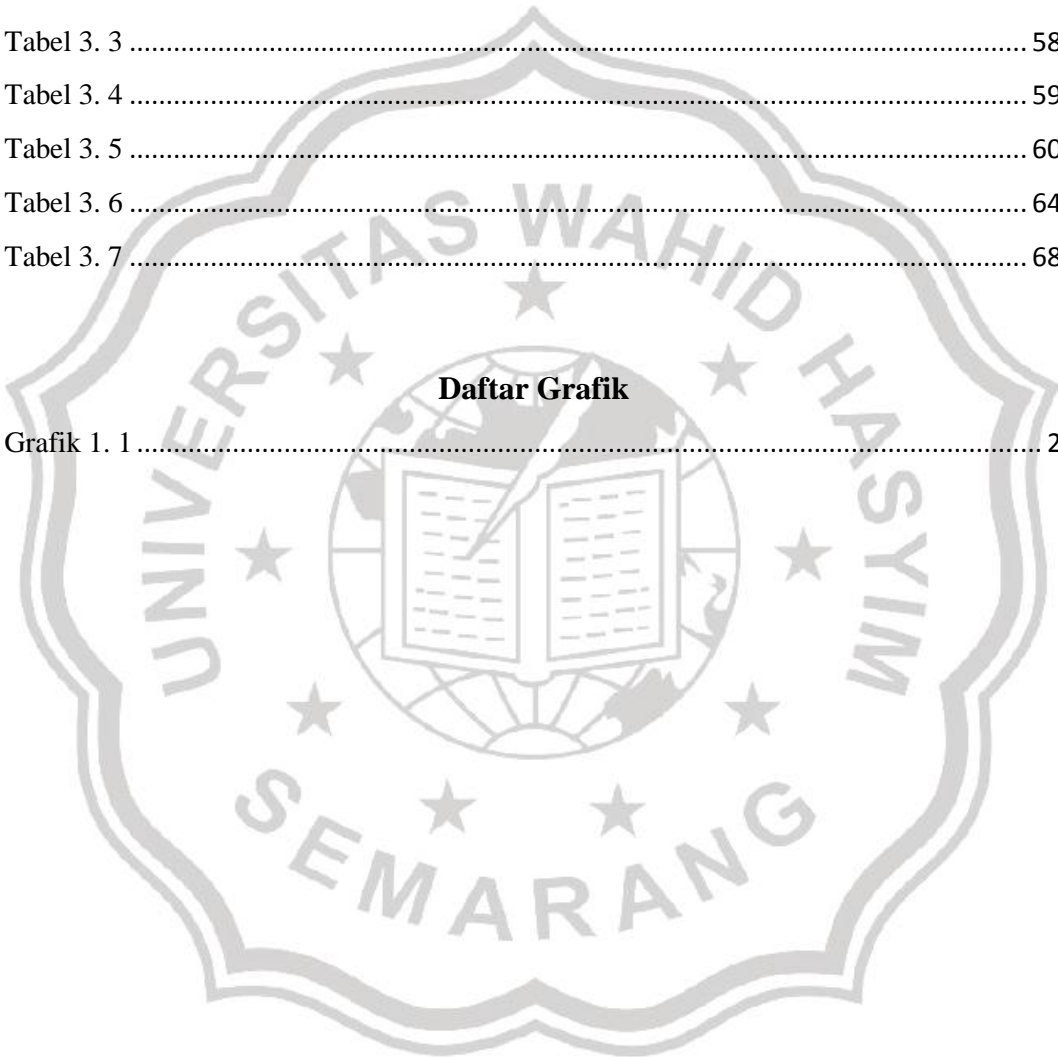 Tabel 3. 3 ........................................................................................................................ 58
Tabel 3. 4 ........................................................................................................................ 59
Tabel 3. 5 ........................................................................................................................ 60
Tabel 3. 6 ........................................................................................................................ 64
Tabel 3. 7 ........................................................................................................................ 68
Daftar Grafik
Grafik 1. 1 ......................................................................................................................... 2
UNIVERSITAS WAHID HASYIM
SEMARANG